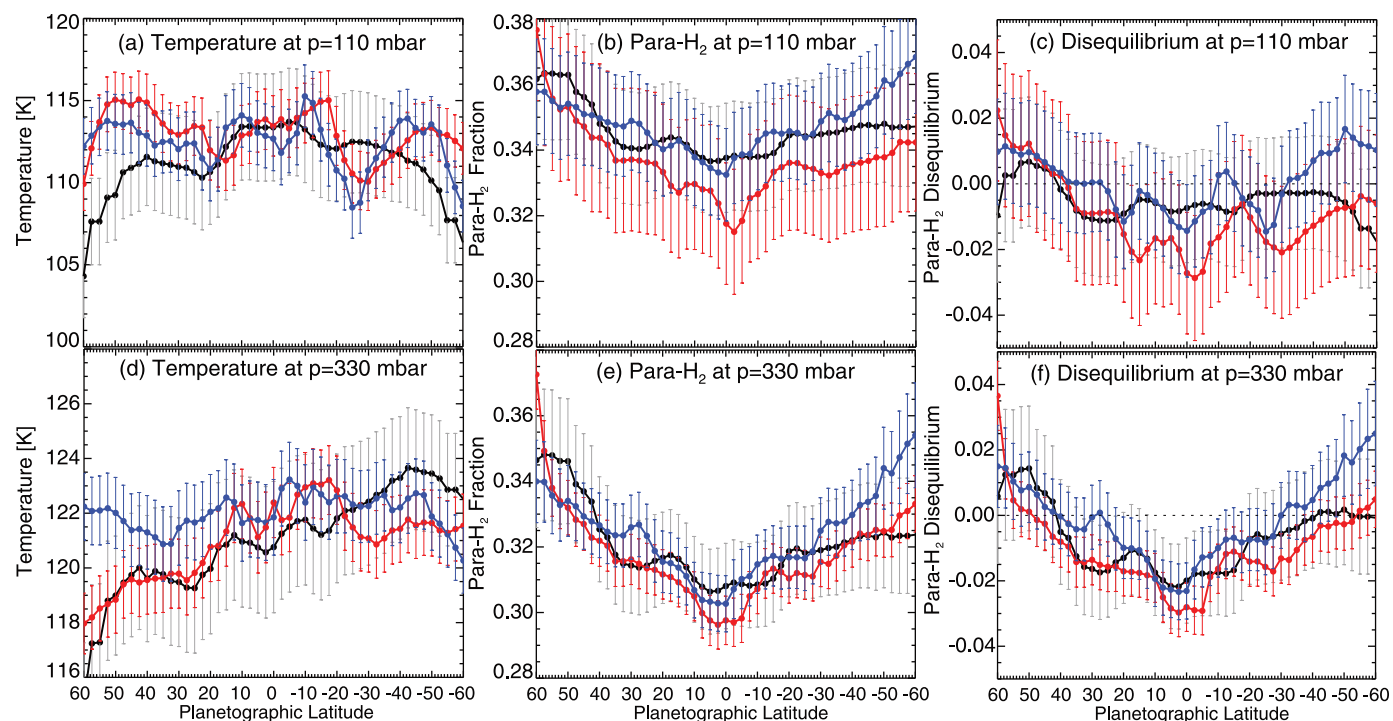 (a) Temperature at p=110 mbar
Temperature [K]
120
115
110
105
100
(b) Para-H2 at p=110 mbar
Para-H2 Fraction
0.38
0.36
0.34
0.32
0.30
0.28
(c) Disequilibrium at p=110 mbar
Para-H2 Disequilibrium
0.04
0.02
0.00
-0.02
-0.04
(d) Temperature at p=330 mbar
Temperature [K]
126
124
122
120
118
116
60 50 40 30 20 10 0 -10 -20 -30 -40 -50 -60
Planetographic Latitude
(e) Para-H2 at p=330 mbar
Para-H2 Fraction
0.36
0.34
0.32
0.30
0.28
60 50 40 30 20 10 0 -10 -20 -30 -40 -50 -60
Planetographic Latitude
(f) Disequilibrium at p=330 mbar
Para-H2 Disequilibrium
0.04
0.02
0.00
-0.02
-0.04
60 50 40 30 20 10 0 -10 -20 -30 -40 -50 -60
Planetographic Latitude